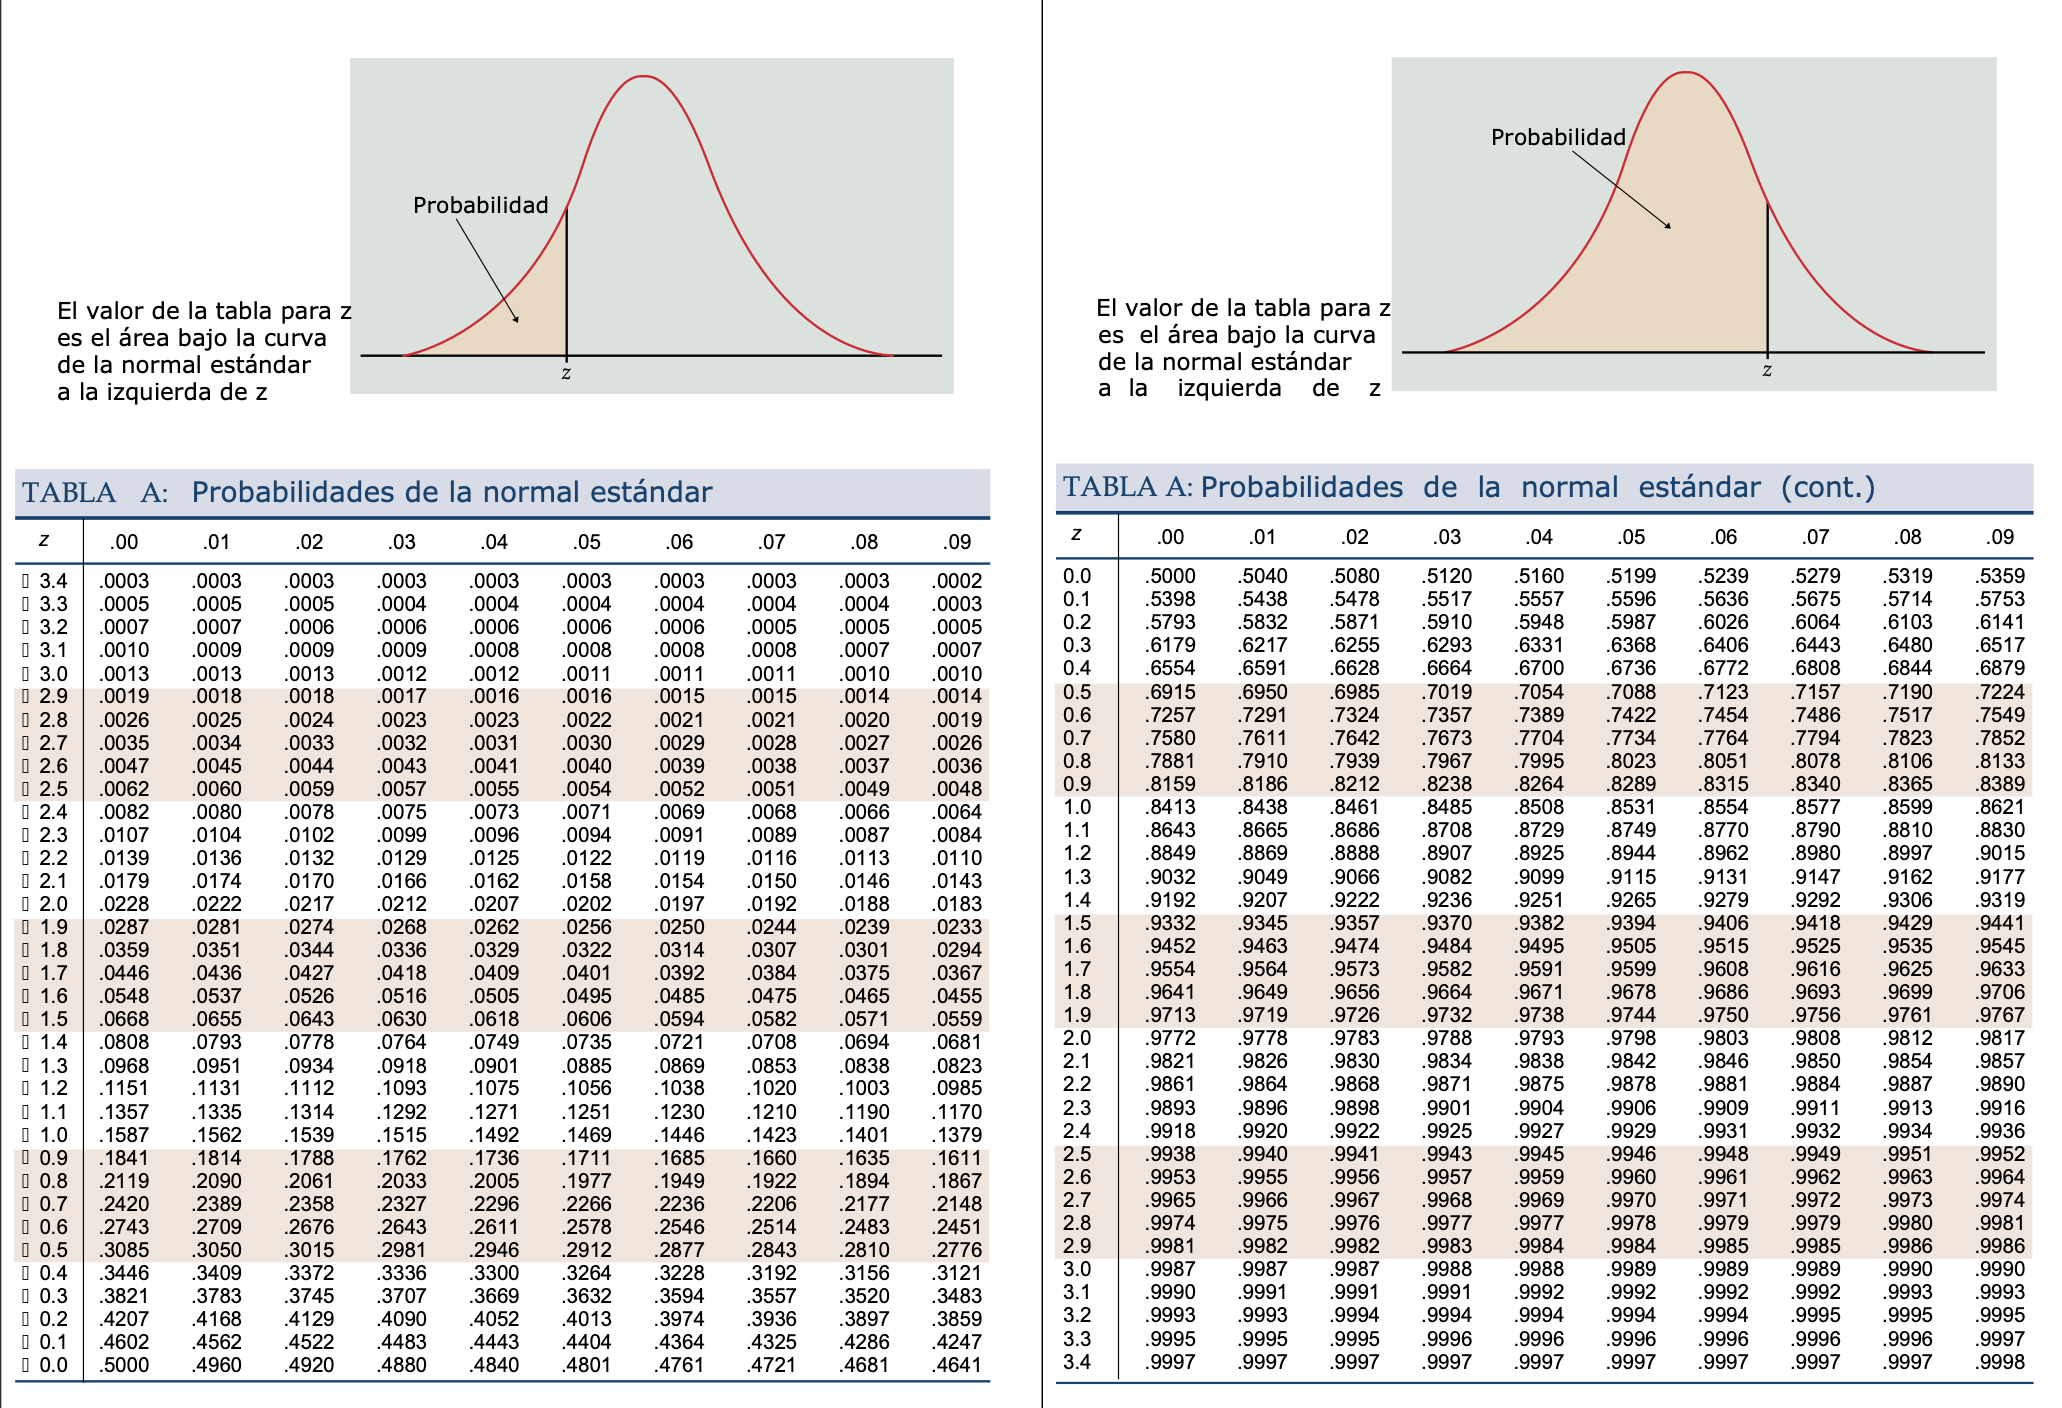 Probabilidad
El valor de la tabla para z
es el área bajo la curva
de la normal estándar
a la izquierda de z
z
TABLA A: Probabilidades de la normal estándar
z .00 .01 .02 .03 .04 .05 .06 .07 .08 .09
3.4 .0003 .0003 .0003 .0003 .0003 .0003 .0003 .0003 .0003 .0002
3.3 .0005 .0005 .0005 .0004 .0004 .0004 .0004 .0004 .0004 .0003
3.2 .0007 .0007 .0006 .0006 .0006 .0006 .0006 .0005 .0005 .0005
3.1 .0010 .0009 .0009 .0009 .0008 .0008 .0008 .0008 .0007 .0007
3.0 .0013 .0013 .0013 .0012 .0012 .0011 .0011 .0011 .0010 .0010
2.9 .0019 .0018 .0018 .0017 .0016 .0016 .0015 .0015 .0014 .0014
2.8 .0026 .0025 .0024 .0023 .0023 .0022 .0021 .0021 .0020 .0019
2.7 .0035 .0034 .0033 .0032 .0031 .0030 .0029 .0028 .0027 .0026
2.6 .0047 .0045 .0044 .0043 .0041 .0040 .0039 .0038 .0037 .0036
2.5 .0062 .0060 .0059 .0057 .0055 .0054 .0052 .0051 .0049 .0048
2.4 .0082 .0080 .0078 .0075 .0073 .0071 .0069 .0068 .0066 .0064
2.3 .0107 .0104 .0102 .0099 .0096 .0094 .0091 .0089 .0087 .0084
2.2 .0139 .0136 .0132 .0129 .0125 .0122 .0119 .0116 .0113 .0110
2.1 .0179 .0174 .0170 .0166 .0162 .0158 .0154 .0150 .0146 .0143
2.0 .0228 .0222 .0217 .0212 .0207 .0202 .0197 .0192 .0188 .0183
1.9 .0287 .0281 .0274 .0268 .0262 .0256 .0250 .0244 .0239 .0233
1.8 .0359 .0351 .0344 .0336 .0329 .0322 .0314 .0307 .0301 .0294
1.7 .0446 .0436 .0427 .0418 .0409 .0401 .0392 .0384 .0375 .0367
1.6 .0548 .0537 .0526 .0516 .0505 .0495 .0485 .0475 .0465 .0455
1.5 .0668 .0655 .0643 .0630 .0618 .0606 .0594 .0582 .0571 .0559
1.4 .0808 .0793 .0778 .0764 .0749 .0735 .0721 .0708 .0694 .0681
1.3 .0968 .0951 .0934 .0918 .0901 .0885 .0869 .0853 .0838 .0823
1.2 .1151 .1131 .1112 .1093 .1075 .1056 .1038 .1020 .1003 .0985
1.1 .1357 .1335 .1314 .1292 .1271 .1251 .1230 .1210 .1190 .1170
1.0 .1587 .1562 .1539 .1515 .1492 .1469 .1446 .1423 .1401 .1379
0.9 .1841 .1814 .1788 .1762 .1736 .1711 .1685 .1660 .1635 .1611
0.8 .2119 .2090 .2061 .2033 .2005 .1977 .1949 .1922 .1894 .1867
0.7 .2420 .2389 .2358 .2327 .2296 .2266 .2236 .2206 .2177 .2148
0.6 .2743 .2709 .2676 .2643 .2611 .2578 .2546 .2514 .2483 .2451
0.5 .3085 .3050 .3015 .2981 .2946 .2912 .2877 .2843 .2810 .2776
0.4 .3446 .3409 .3372 .3336 .3300 .3264 .3228 .3192 .3156 .3121
0.3 .3821 .3783 .3745 .3707 .3669 .3632 .3594 .3557 .3520 .3483
0.2 .4207 .4168 .4129 .4090 .4052 .4013 .3974 .3936 .3897 .3859
0.1 .4602 .4562 .4522 .4483 .4443 .4404 .4364 .4325 .4286 .4247
0.0 .5000 .4960 .4920 .4880 .4840 .4801 .4761 .4721 .4681 .4641
Probabilidad
El valor de la tabla para z
es el área bajo la curva
de la normal estándar
a la izquierda de z
z
TABLA A: Probabilidades de la normal estándar (cont.)
z .00 .01 .02 .03 .04 .05 .06 .07 .08 .09
0.0 .5000 .5040 .5080 .5120 .5160 .5199 .5239 .5279 .5319 .5359
0.1 .5398 .5438 .5478 .5517 .5557 .5596 .5636 .5675 .5714 .5753
0.2 .5793 .5832 .5871 .5910 .5948 .5987 .6026 .6064 .6103 .6141
0.3 .6179 .6217 .6255 .6293 .6331 .6368 .6406 .6443 .6480 .6517
0.4 .6554 .6591 .6628 .6664 .6700 .6736 .6772 .6808 .6844 .6879
0.5 .6915 .6950 .6985 .7019 .7054 .7088 .7123 .7157 .7190 .7224
0.6 .7257 .7291 .7324 .7357 .7389 .7422 .7454 .7486 .7517 .7549
0.7 .7580 .7611 .7642 .7673 .7704 .7734 .7764 .7794 .7823 .7852
0.8 .7881 .7910 .7939 .7967 .7995 .8023 .8051 .8078 .8106 .8133
0.9 .8159 .8186 .8212 .8238 .8264 .8289 .8315 .8340 .8365 .8389
1.0 .8413 .8438 .8461 .8485 .8508 .8531 .8554 .8577 .8599 .8621
1.1 .8643 .8665 .8686 .8708 .8729 .8749 .8770 .8790 .8810 .8830
1.2 .8849 .8869 .8888 .8907 .8925 .8944 .8962 .8980 .8997 .9015
1.3 .9032 .9049 .9066 .9082 .9099 .9115 .9131 .9147 .9162 .9177
1.4 .9192 .9207 .9222 .9236 .9251 .9265 .9279 .9292 .9306 .9319
1.5 .9332 .9345 .9357 .9370 .9382 .9394 .9406 .9418 .9429 .9441
1.6 .9452 .9463 .9474 .9484 .9495 .9505 .9515 .9525 .9535 .9545
1.7 .9554 .9564 .9573 .9582 .9591 .9599 .9608 .9616 .9625 .9633
1.8 .9641 .9649 .9656 .9664 .9671 .9678 .9686 .9693 .9699 .9706
1.9 .9713 .9719 .9726 .9732 .9738 .9744 .9750 .9756 .9761 .9767
2.0 .9772 .9778 .9783 .9788 .9793 .9798 .9803 .9808 .9812 .9817
2.1 .9821 .9826 .9830 .9834 .9838 .9842 .9846 .9850 .9854 .9857
2.2 .9861 .9864 .9868 .9871 .9875 .9878 .9881 .9884 .9887 .9890
2.3 .9893 .9896 .9898 .9901 .9904 .9906 .9909 .9911 .9913 .9916
2.4 .9918 .9920 .9922 .9925 .9927 .9929 .9931 .9932 .9934 .9936
2.5 .9938 .9940 .9941 .9943 .9945 .9946 .9948 .9949 .9951 .9952
2.6 .9953 .9955 .9956 .9957 .9959 .9960 .9961 .9962 .9963 .9964
2.7 .9965 .9966 .9967 .9968 .9969 .9970 .9971 .9972 .9973 .9974
2.8 .9974 .9975 .9976 .9977 .9977 .9978 .9979 .9979 .9980 .9981
2.9 .9981 .9982 .9982 .9983 .9984 .9984 .9985 .9985 .9986 .9986
3.0 .9987 .9987 .9987 .9988 .9988 .9989 .9989 .9989 .9990 .9990
3.1 .9990 .9991 .9991 .9991 .9992 .9992 .9992 .9992 .9993 .9993
3.2 .9993 .9993 .9994 .9994 .9994 .9994 .9994 .9995 .9995 .9995
3.3 .9995 .9995 .9995 .9996 .9996 .9996 .9996 .9996 .9996 .9997
3.4 .9997 .9997 .9997 .9997 .9997 .9997 .9997 .9997 .9997 .9998